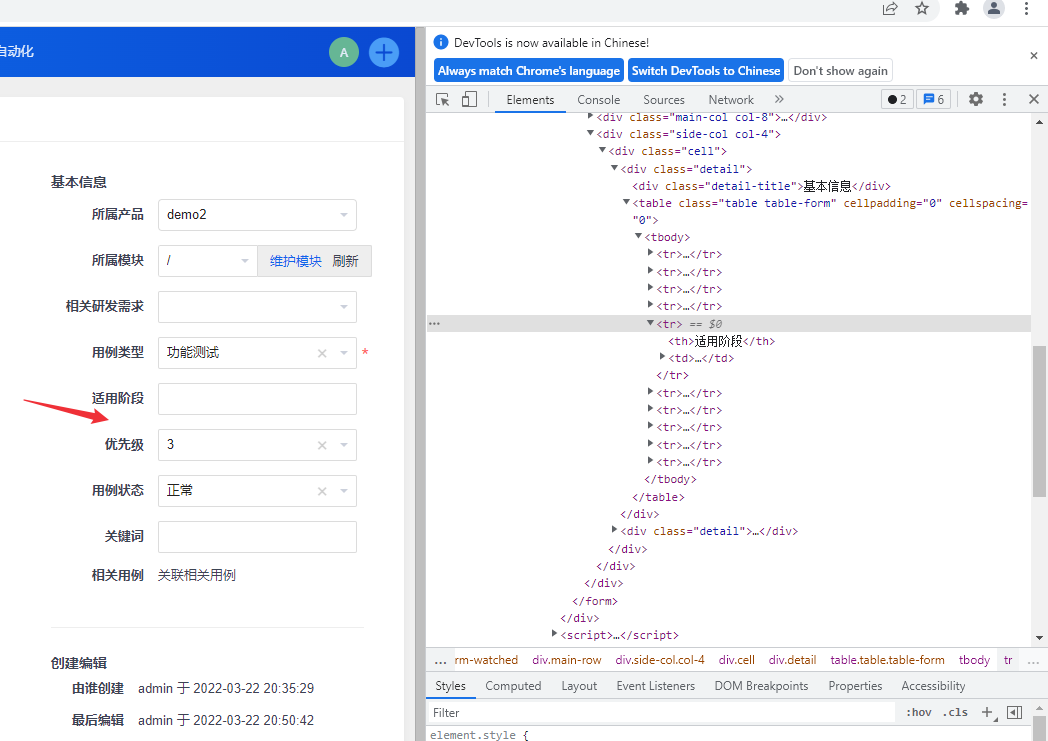 自动化
A
基本信息
所属产品 demo2
所属模块 / 维护模块 刷新
相关研发需求
用例类型 功能测试 *
适用阶段
优先级 3
用例状态 正常
关键词
相关用例 关联相关用例
创建编辑
由谁创建 admin 于 2022-03-22 20:35:29
最后编辑 admin 于 2022-03-22 20:50:42
DevTools is now available in Chinese!
Always match Chrome's language Switch DevTools to Chinese Don't show again
Elements Console Sources Network » 2 6
<div class="main-col col-8">…</div>
<div class="side-col col-4">
<div class="cell">
<div class="detail">
<div class="detail-title">基本信息</div>
<table class="table table-form" cellpadding="0" cellspacing=
"0">
<tbody>
<tr>…</tr>
<tr>…</tr>
<tr>…</tr>
<tr>…</tr>
<tr> == $0
<th>适用阶段</th>
<td>…</td>
</tr>
<tr>…</tr>
<tr>…</tr>
<tr>…</tr>
<tr>…</tr>
<tr>…</tr>
</tbody>
</table>
</div>
<div class="detail">…</div>
</div>
</div>
</div>
</form>
</div>
<script>…</script>
… rm-watched div.main-row div.side-col.col-4 div.cell div.detail table.table.table-form tbody tr …
Styles Computed Layout Event Listeners DOM Breakpoints Properties Accessibility
Filter :hov .cls +
element.style {